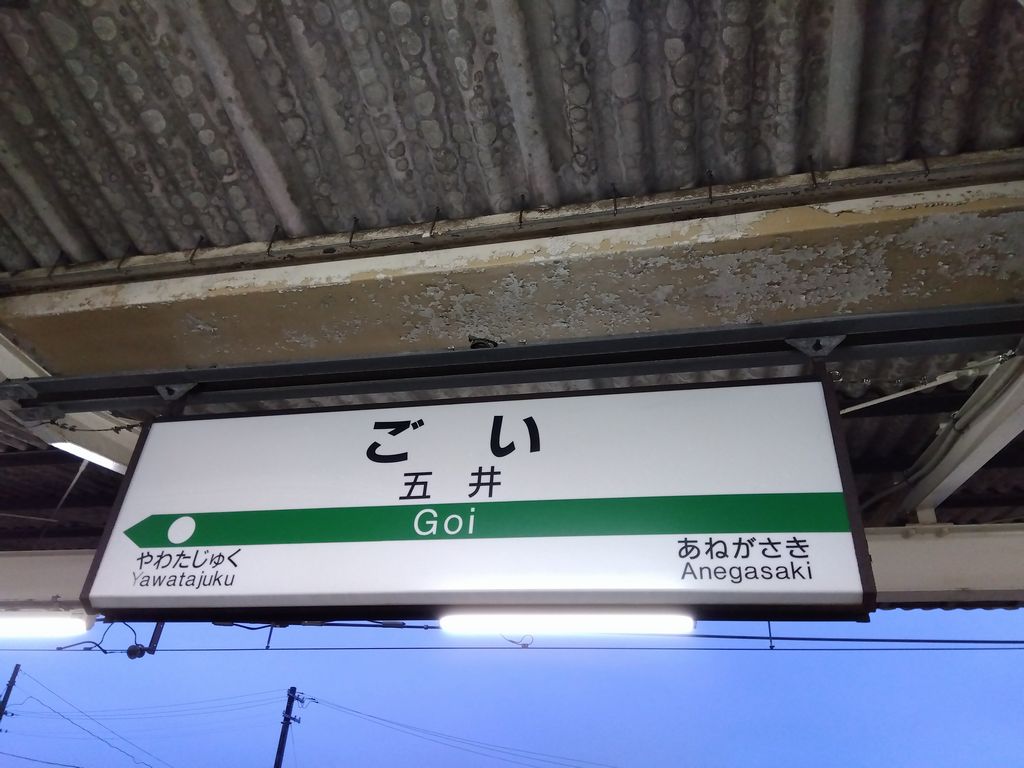 ごい
五井
Goi
やわたじゅく
Yawatajuku
あねがさき
Anegasaki